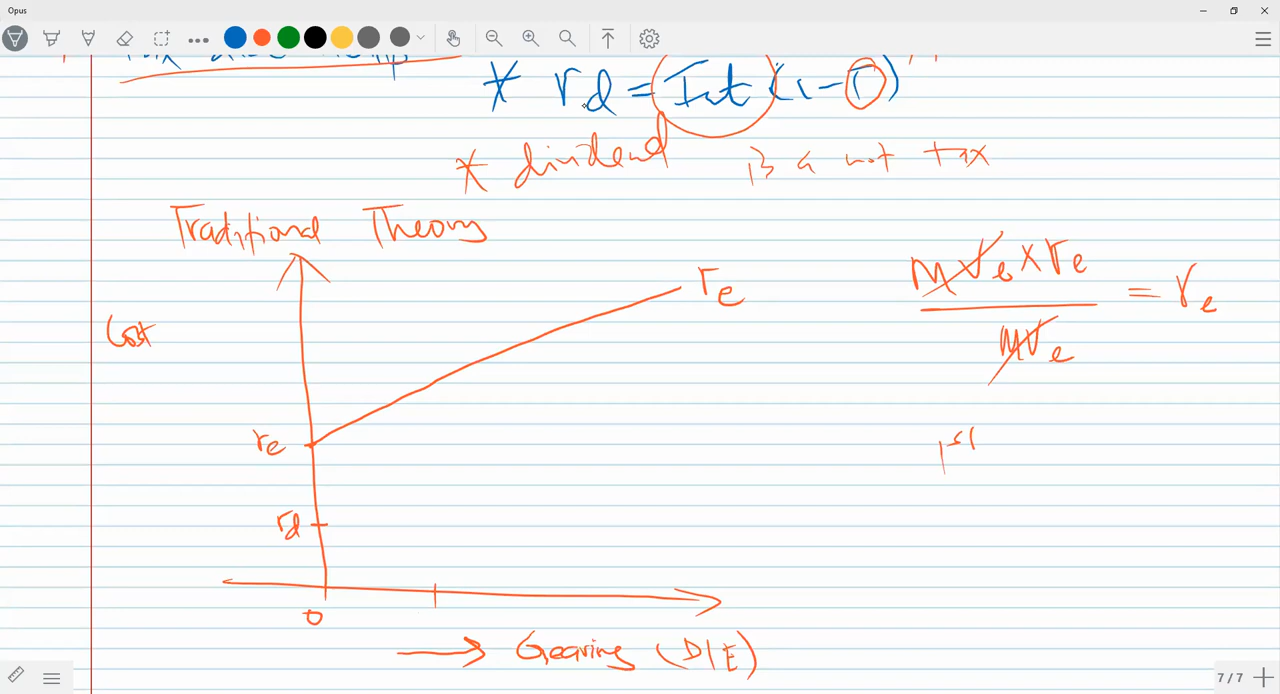 Opus
* rd = Int (1-T)
* dividend is a not tax
Traditional Theory
re
MVe x re
= re
MVe
Cost
re
1st
rd
0
Gearing (D/E)
7 / 7